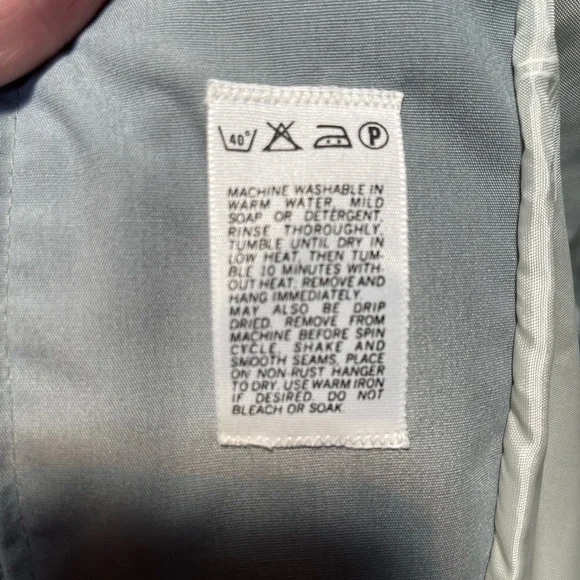 40° P
MACHINE WASHABLE IN
WARM WATER, MILD
SOAP OR DETERGENT,
RINSE THOROUGHLY.
TUMBLE UNTIL DRY IN
LOW HEAT, THEN TUM-
BLE 10 MINUTES WITH-
OUT HEAT, REMOVE AND
HANG IMMEDIATELY.
MAY ALSO BE DRIP
DRIED. REMOVE FROM
MACHINE BEFORE SPIN
CYCLE, SHAKE AND
SMOOTH SEAMS. PLACE
ON NON-RUST HANGER
TO DRY. USE WARM IRON
IF DESIRED. DO NOT
BLEACH OR SOAK.